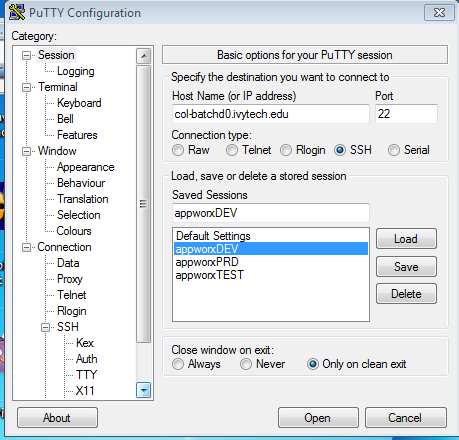 PuTTY Configuration
Category:
Session
Logging
Terminal
Keyboard
Bell
Features
Window
Appearance
Behaviour
Translation
Selection
Colours
Connection
Data
Proxy
Telnet
Rlogin
SSH
Kex
Auth
TTY
X11
Basic options for your PuTTY session
Specify the destination you want to connect to
Host Name (or IP address) Port
col-batchd0.ivytech.edu 22
Connection type:
Raw Telnet Rlogin SSH Serial
Load, save or delete a stored session
Saved Sessions
appworxDEV
Default Settings
appworxDEV
appworxPRD
appworxTEST
Load
Save
Delete
Close window on exit:
Always Never Only on clean exit
About Open Cancel